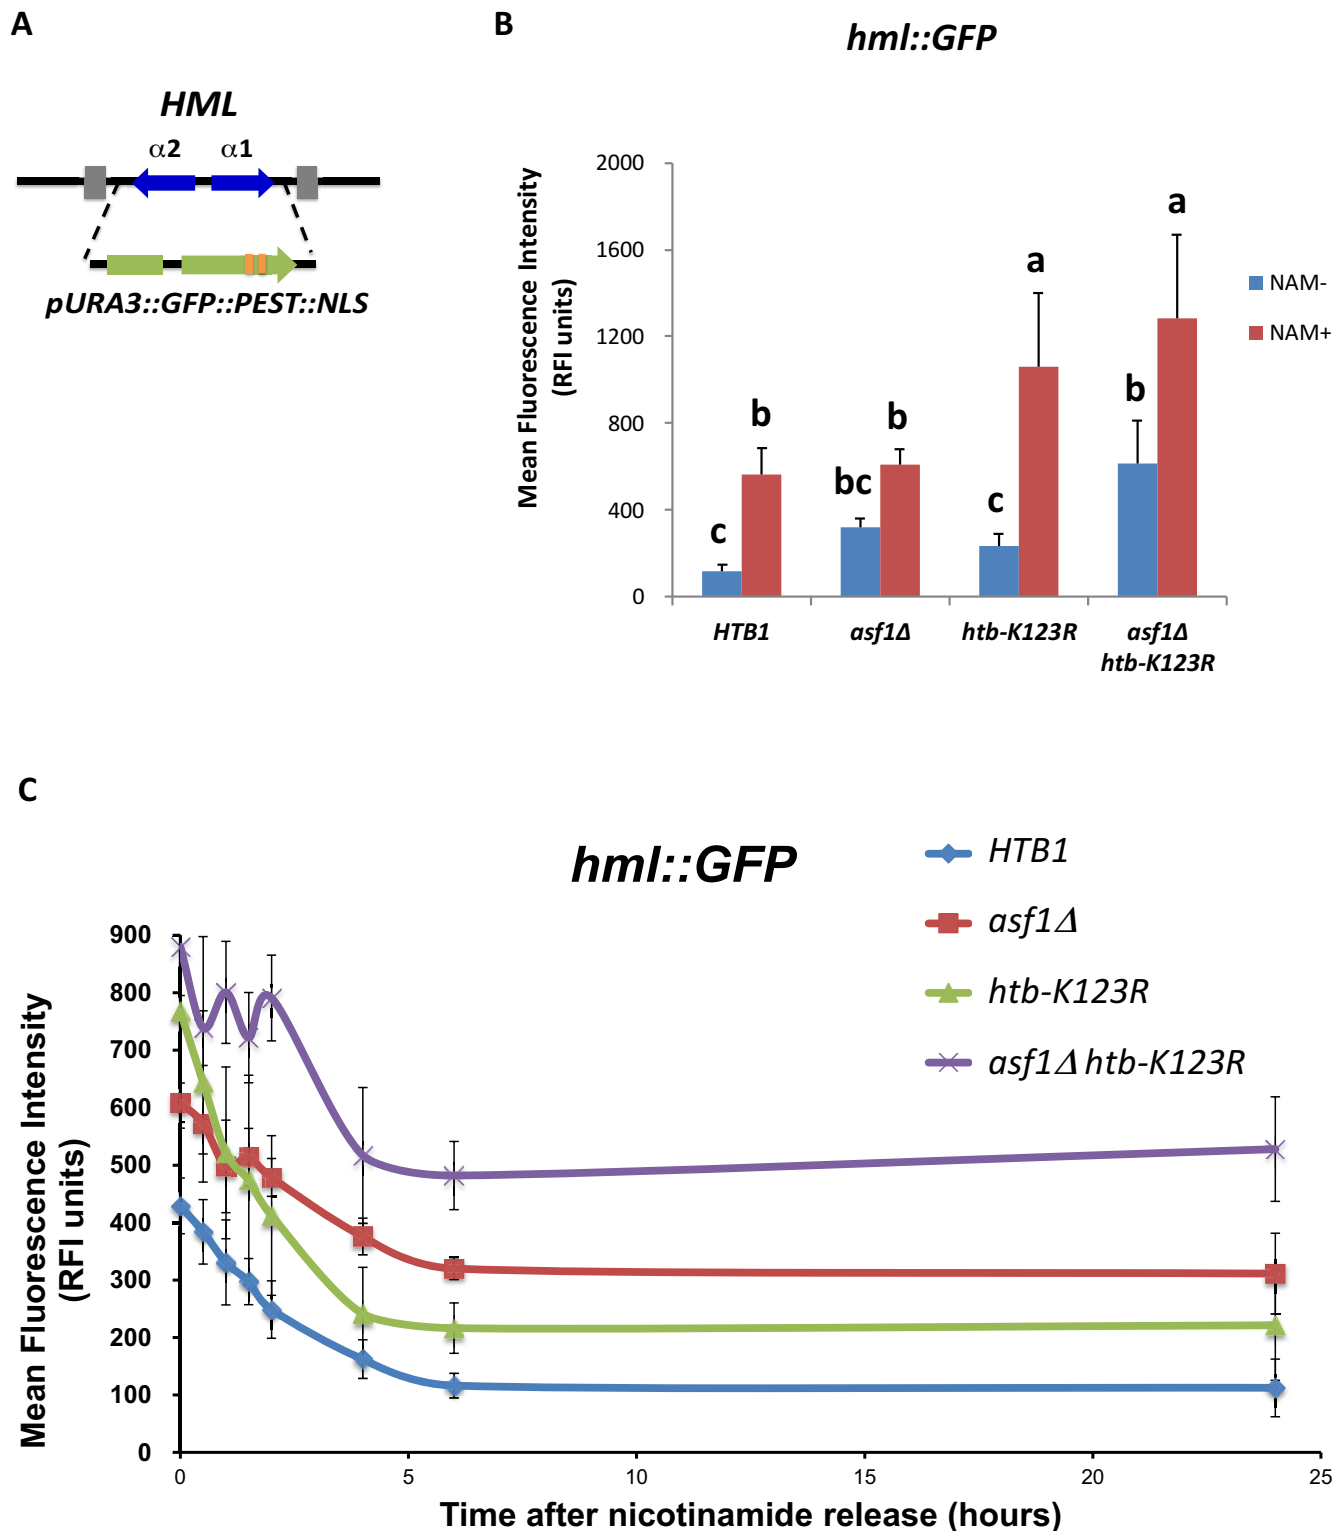 A
HML
α2 α1
pURA3::GFP::PEST::NLS
B
hml::GFP
Mean Fluorescence Intensity
(RFI units)
2000
1600
1200
800
400
0
c
b
bc
b
c
a
b
a
NAM-
NAM+
HTB1
asf1Δ
htb-K123R
asf1Δ
htb-K123R
C
hml::GFP
HTB1
asf1Δ
htb-K123R
asf1Δ htb-K123R
Mean Fluorescence Intensity
(RFI units)
900
800
700
600
500
400
300
200
100
0
0 5 10 15 20 25
Time after nicotinamide release (hours)